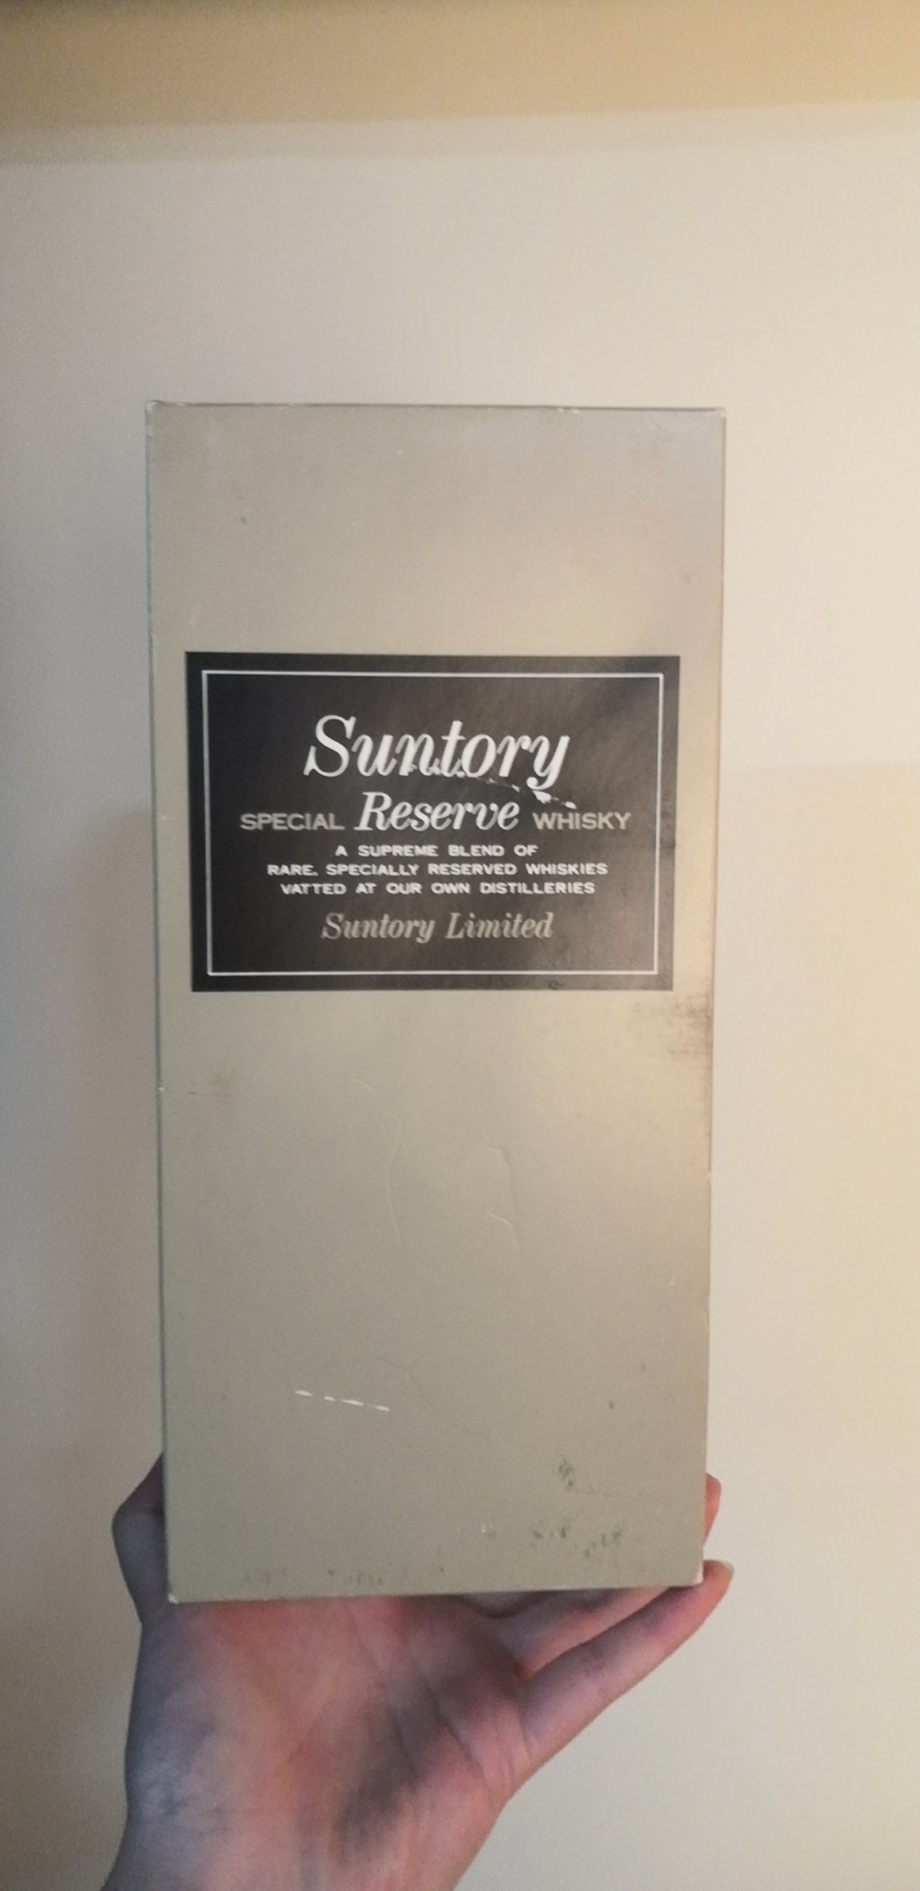 Suntory
SPECIAL Reserve WHISKY
A SUPREME BLEND OF
RARE, SPECIALLY RESERVED WHISKIES
VATTED AT OUR OWN DISTILLERIES
Suntory Limited